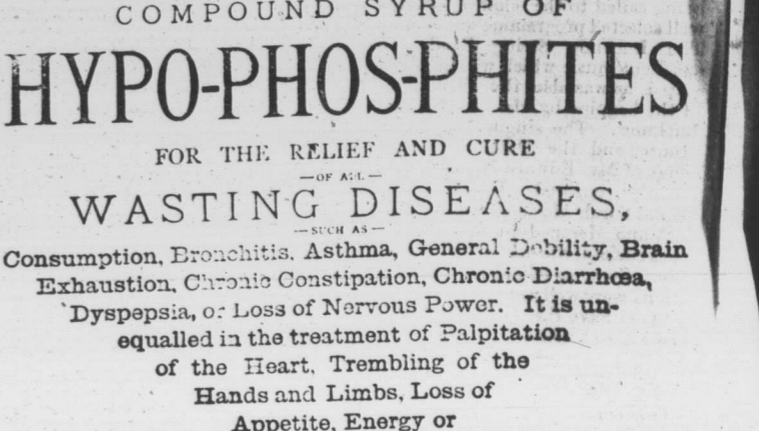 COMPOUND SYRUP OF
HYPO-PHOS-PHITES
FOR THE RELIEF AND CURE
—OF ALL—
WASTING DISEASES,
—SUCH AS—
Consumption, Bronchitis, Asthma, General Debility, Brain
Exhaustion, Chronic Constipation, Chronic Diarrhœa,
Dyspepsia, or Loss of Nervous Power. It is un-
equalled in the treatment of Palpitation
of the Heart, Trembling of the
Hands and Limbs, Loss of
Appetite, Energy or